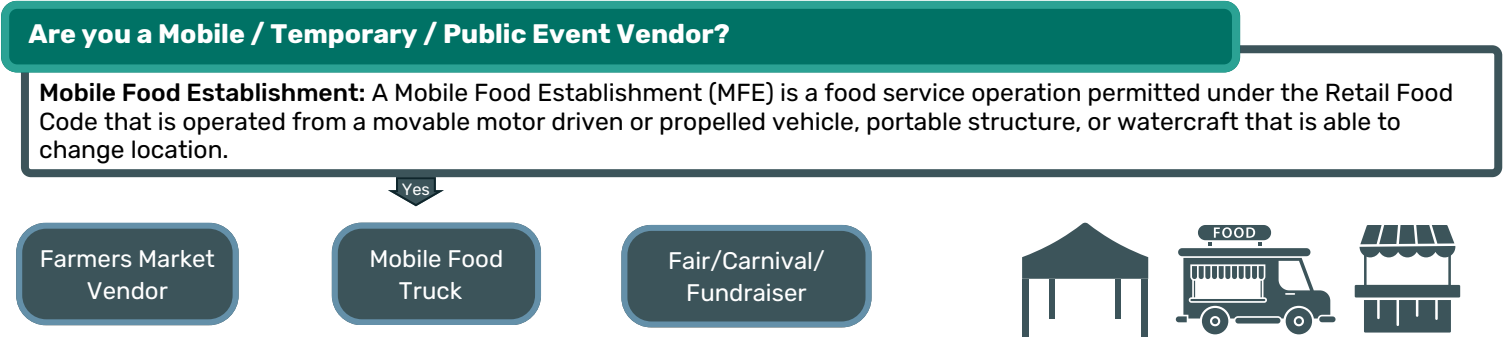 Are you a Mobile / Temporary / Public Event Vendor?
Mobile Food Establishment: A Mobile Food Establishment (MFE) is a food service operation permitted under the Retail Food
Code that is operated from a movable motor driven or propelled vehicle, portable structure, or watercraft that is able to
change location.
Yes
Farmers Market
Vendor
Mobile Food
Truck
Fair/Carnival/
Fundraiser
FOOD